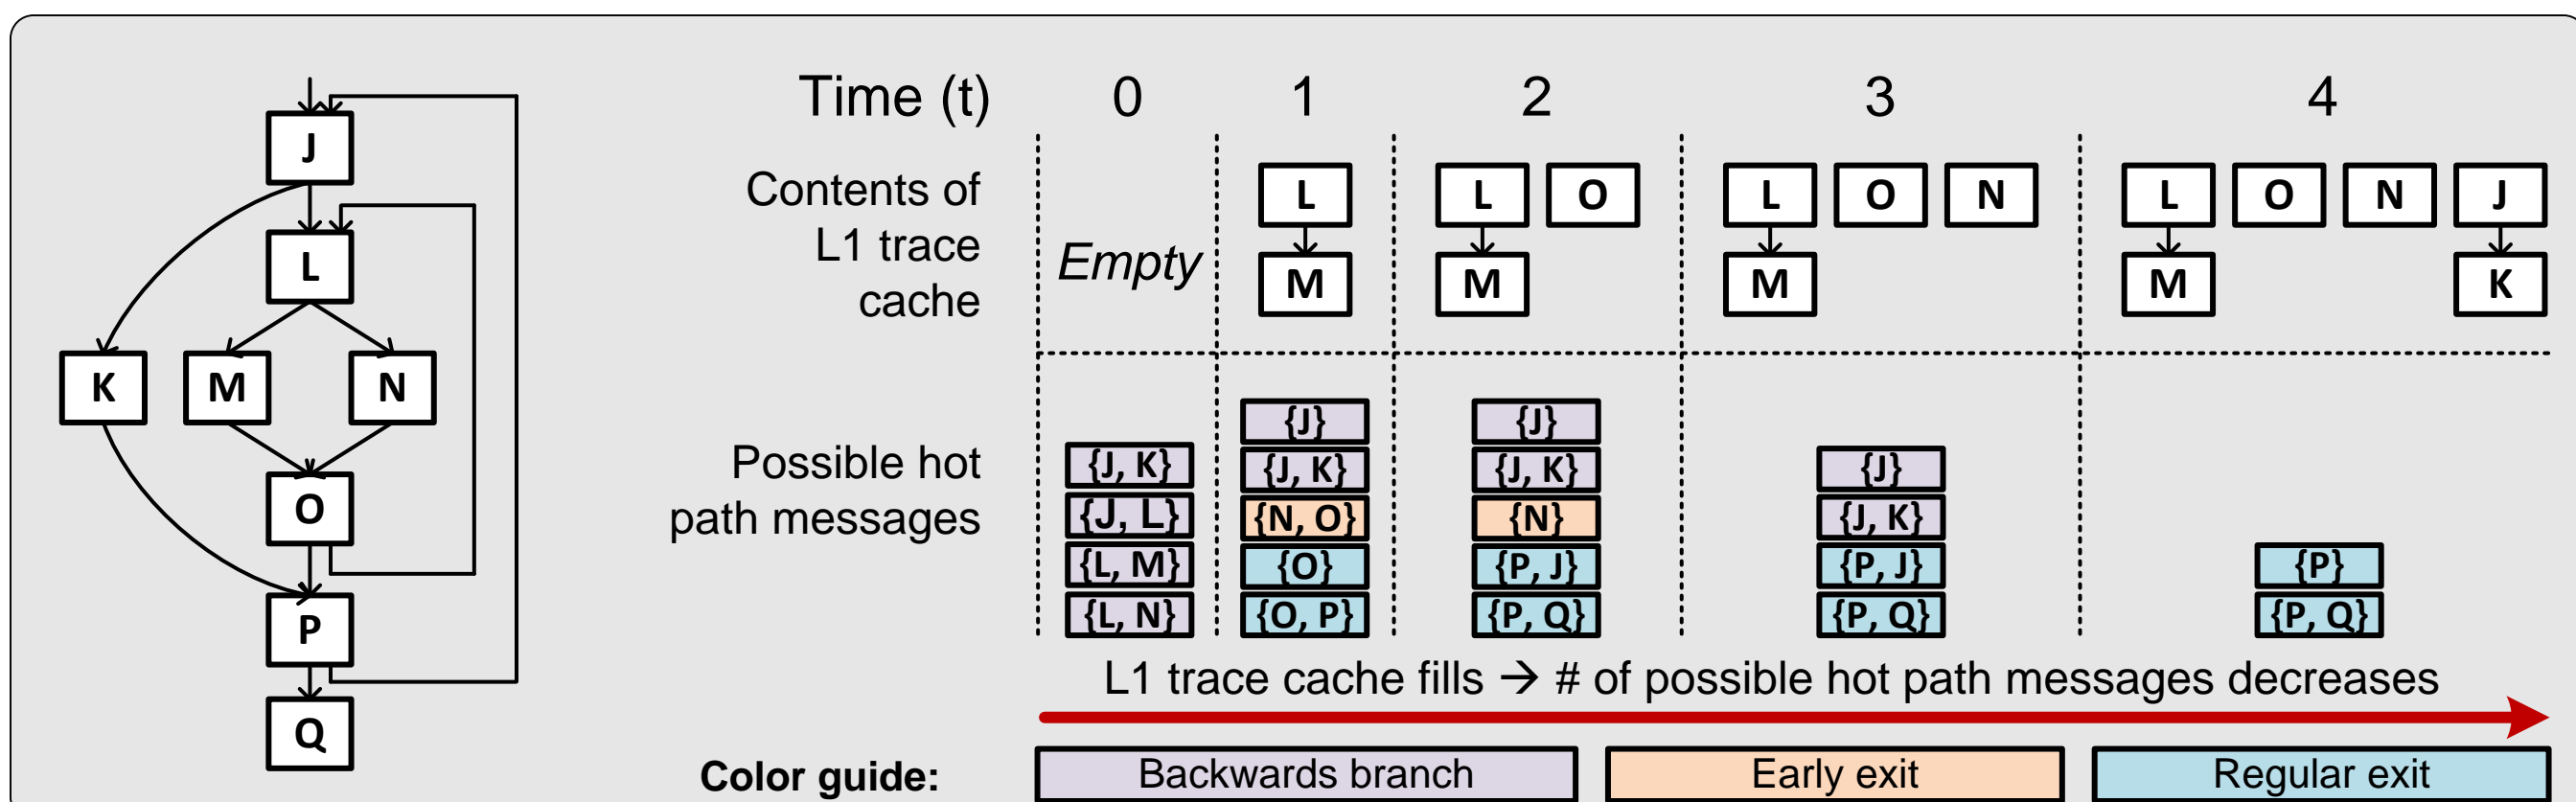 Time (t) 0 1 2 3 4
J
L
K M N
O
P
Q
Contents of
L1 trace
cache
Empty
L
M
L O
M
L O N
M
L O N J
M K
Possible hot
path messages
{J, K}
{J, L}
{L, M}
{L, N}
{J}
{J, K}
{N, O}
{O}
{O, P}
{J}
{J, K}
{N}
{P, J}
{P, Q}
{J}
{J, K}
{P, J}
{P, Q}
{P}
{P, Q}
L1 trace cache fills → # of possible hot path messages decreases
Color guide: Backwards branch Early exit Regular exit